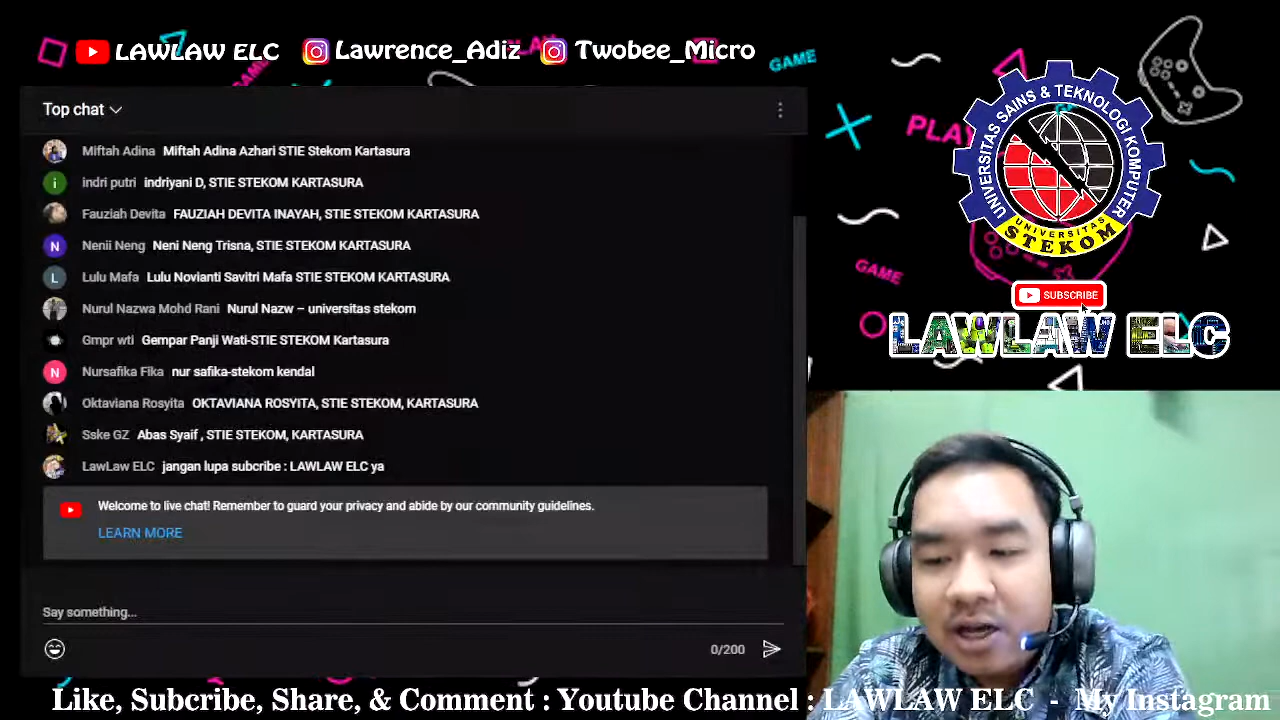 LAWLAW ELC Lawrence_Adiz Twobee_Micro
GAME
GAME
PLAY
Top chat
Miftah Adina Miftah Adina Azhari STIE Stekom Kartasura
indri putri indriyani D, STIE STEKOM KARTASURA
Fauziah Devita FAUZIAH DEVITA INAYAH, STIE STEKOM KARTASURA
Nenii Neng Neni Neng Trisna, STIE STEKOM KARTASURA
Lulu Mafa Lulu Novianti Savitri Mafa STIE STEKOM KARTASURA
Nurul Nazwa Mohd Rani Nurul Nazw – universitas stekom
Gmpr wti Gempar Panji Wati-STIE STEKOM Kartasura
Nursafika Fika nur safika-stekom kendal
Oktaviana Rosyita OKTAVIANA ROSYITA, STIE STEKOM, KARTASURA
Sske GZ Abas Syaif , STIE STEKOM, KARTASURA
LawLaw ELC jangan lupa subcribe : LAWLAW ELC ya
Welcome to live chat! Remember to guard your privacy and abide by our community guidelines.
LEARN MORE
Say something...
0/200
UNIVERSITAS SAINS & TEKNOLOGI KOMPUTER
UNIVERSITAS
STEKOM
GAME
SUBSCRIBE
LAWLAW ELC
Like, Subcribe, Share, & Comment : Youtube Channel : LAWLAW ELC - My Instagram